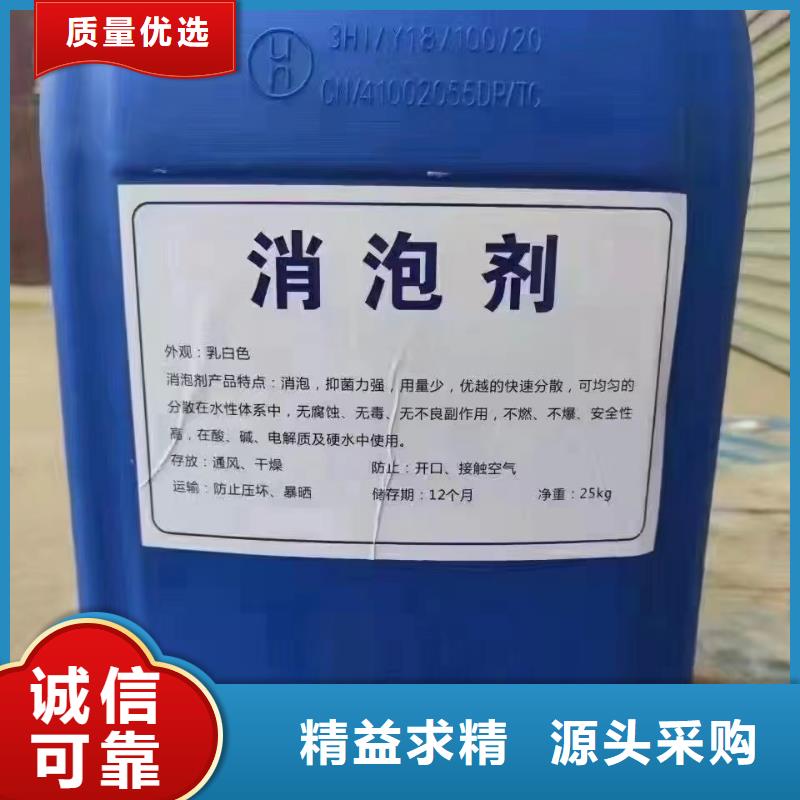 质量优选
un
3H1/Y18/100/20
CN/41002055DP/TC
消泡剂
外观：乳白色
消泡剂产品特点：消泡，抑菌力强，用量少，优越的快速分散，可均匀的
分散在水性体系中，无腐蚀、无毒、无不良副作用，不燃、不爆、安全性
高，在酸、碱、电解质及硬水中使用。
存放：通风、干燥 防止：开口、接触空气
运输：防止压坏、暴晒 储存期：12个月 净重：25kg
诚信
可靠
精益求精 源头采购